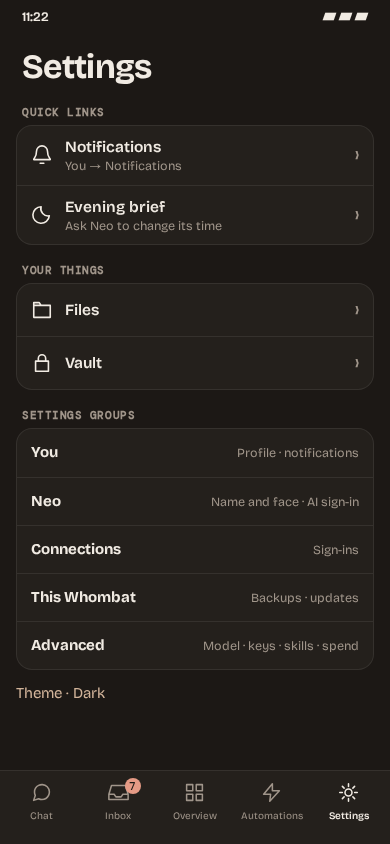 11:22
Settings
QUICK LINKS
Notifications
You → Notifications
Evening brief
Ask Neo to change its time
YOUR THINGS
Files
Vault
SETTINGS GROUPS
You Profile · notifications
Neo Name and face · AI sign-in
Connections Sign-ins
This Whombat Backups · updates
Advanced Model · keys · skills · spend
Theme · Dark
7
Chat Inbox Overview Automations Settings